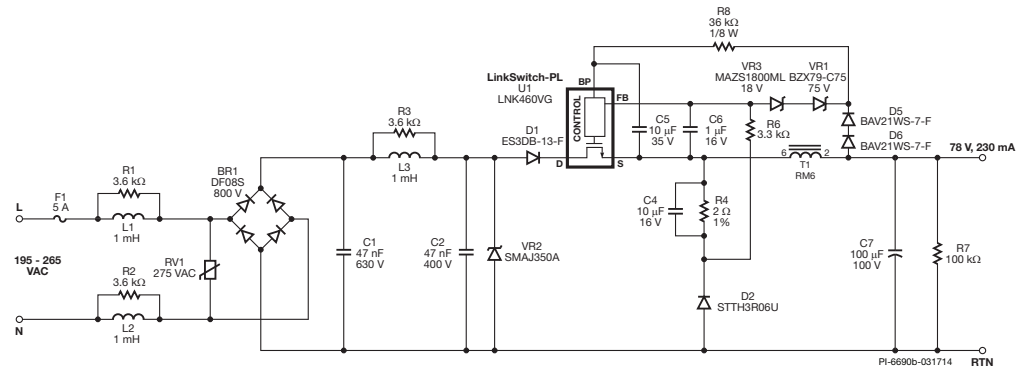 R8
36 kΩ
1/8 W
LinkSwitch-PL
U1
LNK460VG
BP
FB
CONTROL
D
S
VR3
MAZS1800ML
18 V
VR1
BZX79-C75
75 V
D5
BAV21WS-7-F
D6
BAV21WS-7-F
R3
3.6 kΩ
L3
1 mH
D1
ES3DB-13-F
C5
10 µF
35 V
C6
1 µF
16 V
R6
3.3 kΩ
6
2
T1
RM6
78 V, 230 mA
BR1
DF08S
800 V
R1
3.6 kΩ
L1
1 mH
F1
5 A
L
195 - 265
VAC
RV1
275 VAC
R2
3.6 kΩ
L2
1 mH
N
C1
47 nF
630 V
C2
47 nF
400 V
VR2
SMAJ350A
C4
10 µF
16 V
R4
2 Ω
1%
D2
STTH3R06U
C7
100 µF
100 V
R7
100 kΩ
PI-6690b-031714
RTN